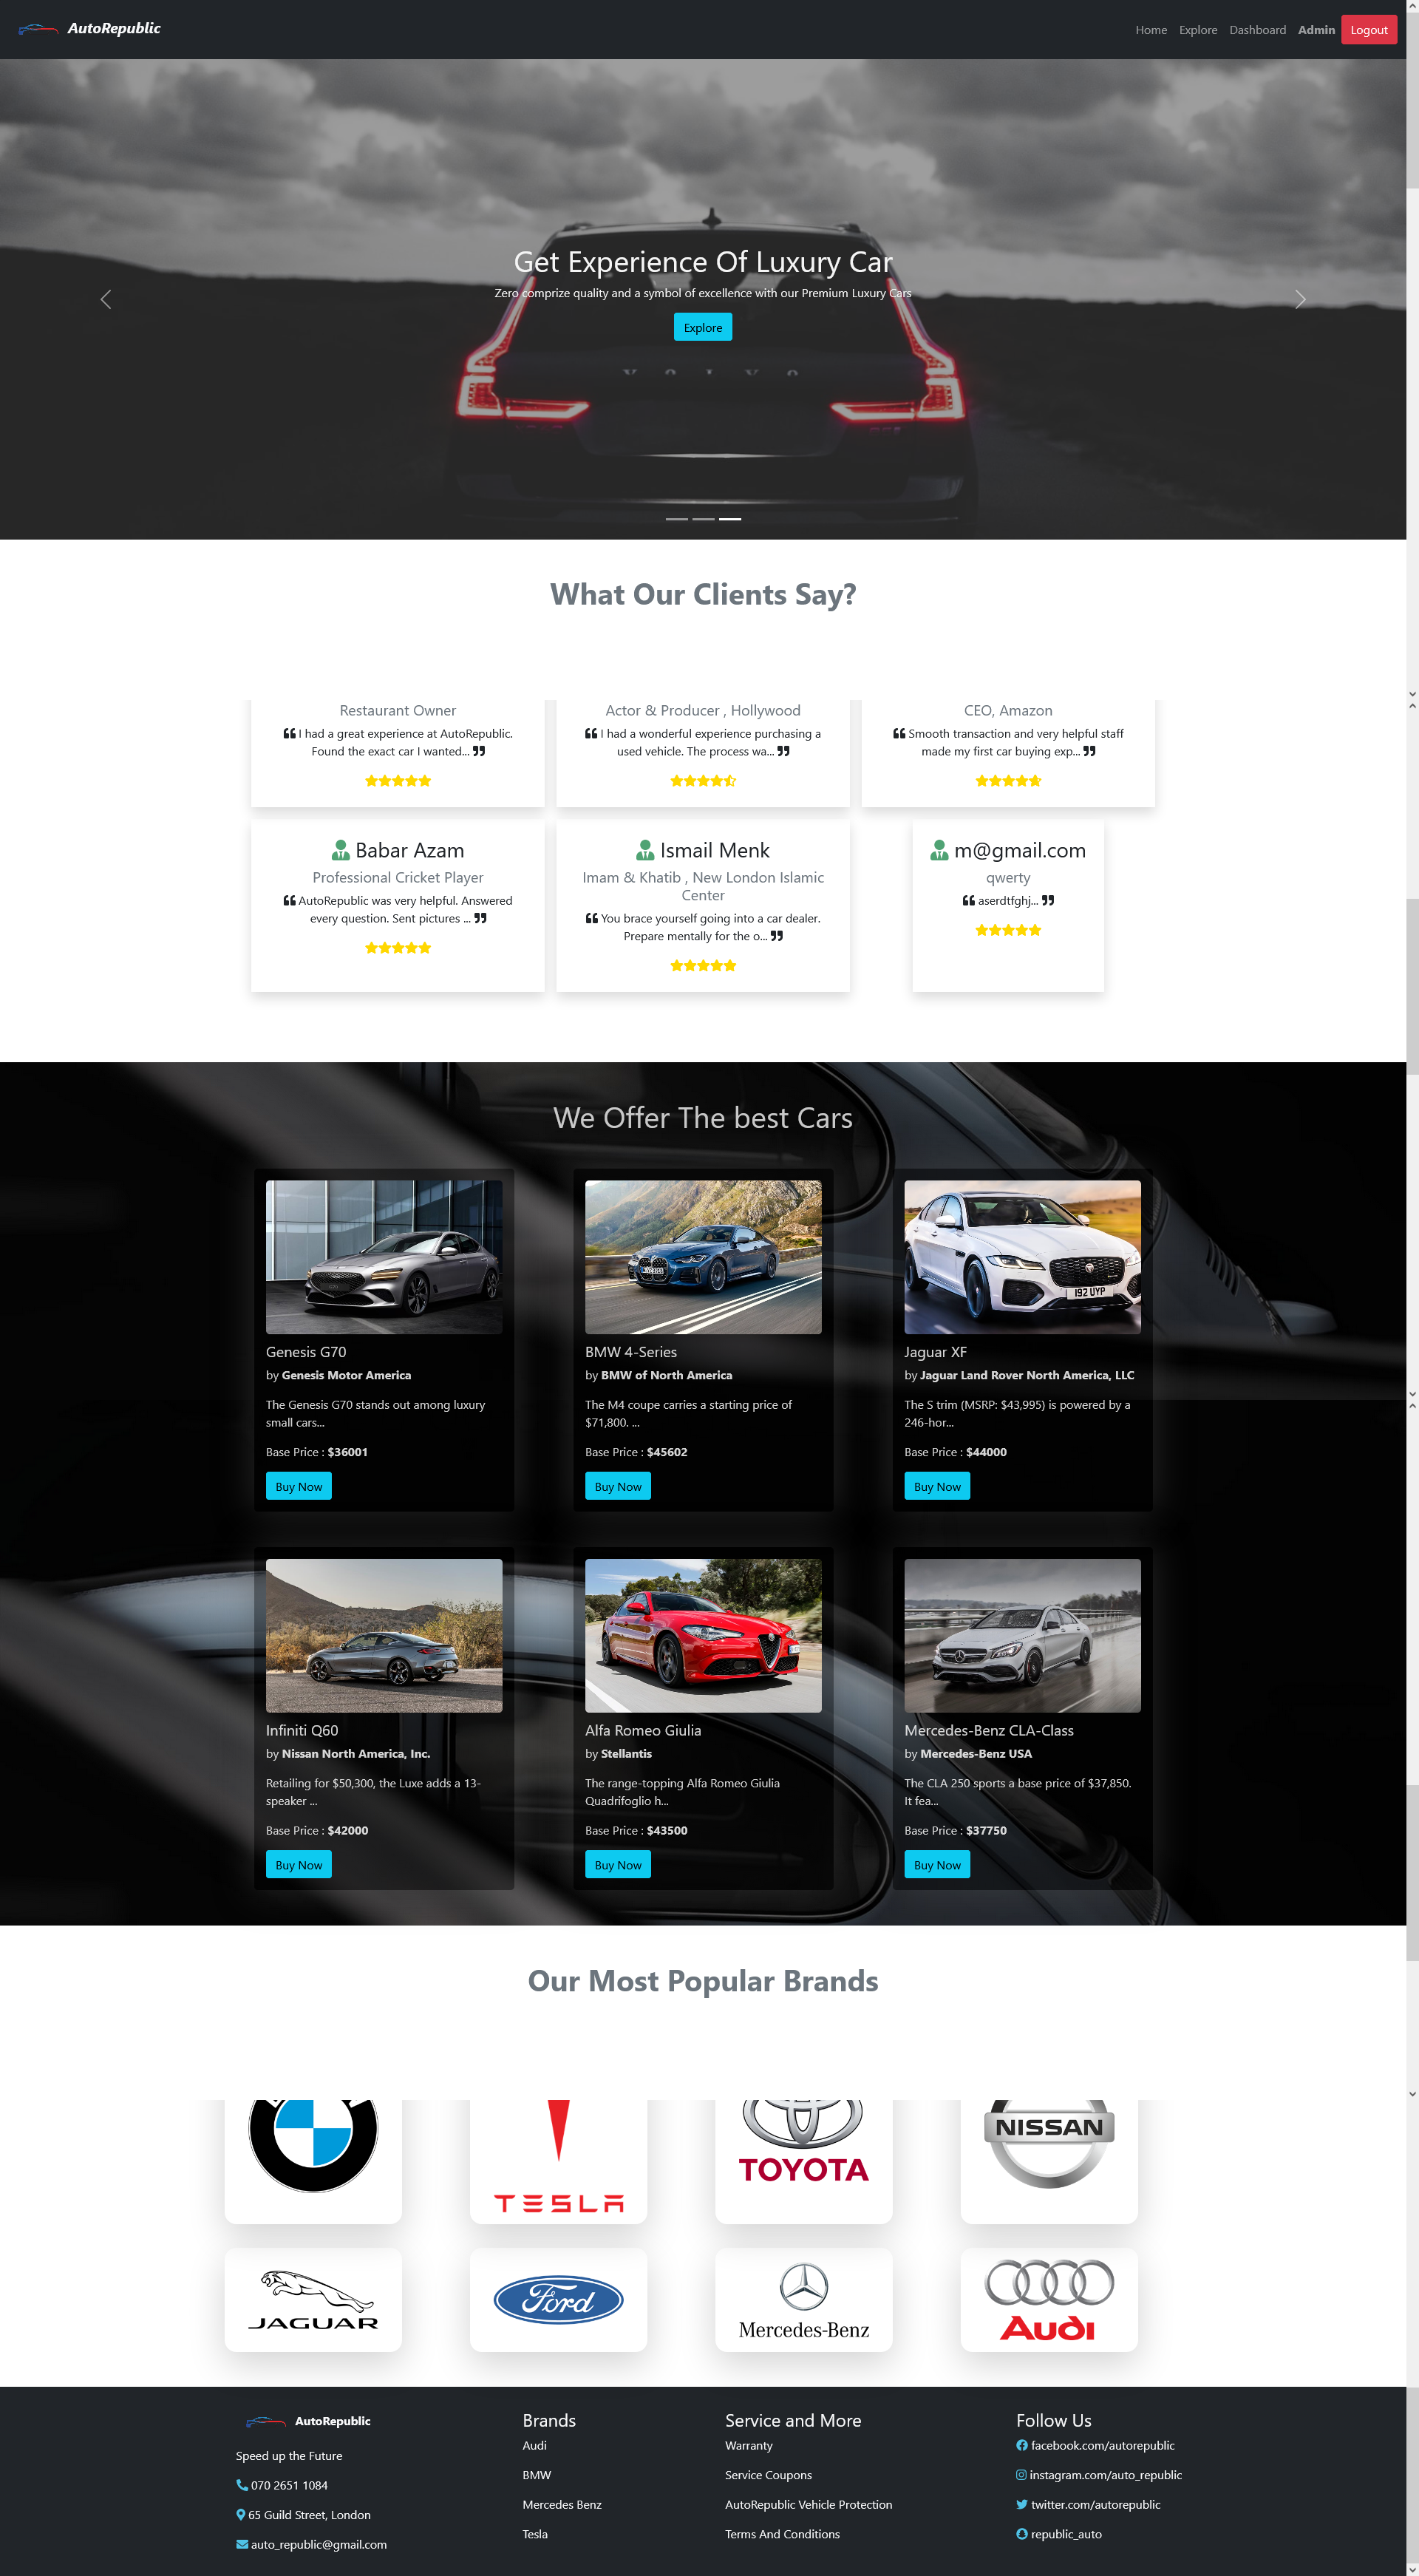 AutoRepublic
Home Explore Dashboard Admin Logout
Get Experience Of Luxury Car
Zero comprize quality and a symbol of excellence with our Premium Luxury Cars
Explore
What Our Clients Say?
Restaurant Owner
I had a great experience at AutoRepublic.
Found the exact car I wanted...
Actor & Producer , Hollywood
I had a wonderful experience purchasing a
used vehicle. The process wa...
CEO, Amazon
Smooth transaction and very helpful staff
made my first car buying exp...
Babar Azam
Professional Cricket Player
AutoRepublic was very helpful. Answered
every question. Sent pictures ...
Ismail Menk
Imam & Khatib , New London Islamic
Center
You brace yourself going into a car dealer.
Prepare mentally for the o...
m@gmail.com
qwerty
aserdtfghj...
We Offer The best Cars
Genesis G70
by Genesis Motor America
The Genesis G70 stands out among luxury
small cars...
Base Price : $36001
Buy Now
BMW 4-Series
by BMW of North America
The M4 coupe carries a starting price of
$71,800. ...
Base Price : $45602
Buy Now
192 UYP
Jaguar XF
by Jaguar Land Rover North America, LLC
The S trim (MSRP: $43,995) is powered by a
246-hor...
Base Price : $44000
Buy Now
Infiniti Q60
by Nissan North America, Inc.
Retailing for $50,300, the Luxe adds a 13-
speaker ...
Base Price : $42000
Buy Now
Alfa Romeo Giulia
by Stellantis
The range-topping Alfa Romeo Giulia
Quadrifoglio h...
Base Price : $43500
Buy Now
Mercedes-Benz CLA-Class
by Mercedes-Benz USA
The CLA 250 sports a base price of $37,850.
It fea...
Base Price : $37750
Buy Now
Our Most Popular Brands
TESLA
TOYOTA
NISSAN
JAGUAR
Ford
Mercedes-Benz
Audi
AutoRepublic
Speed up the Future
070 2651 1084
65 Guild Street, London
auto_republic@gmail.com
Brands
Audi
BMW
Mercedes Benz
Tesla
Service and More
Warranty
Service Coupons
AutoRepublic Vehicle Protection
Terms And Conditions
Follow Us
facebook.com/autorepublic
instagram.com/auto_republic
twitter.com/autorepublic
republic_auto